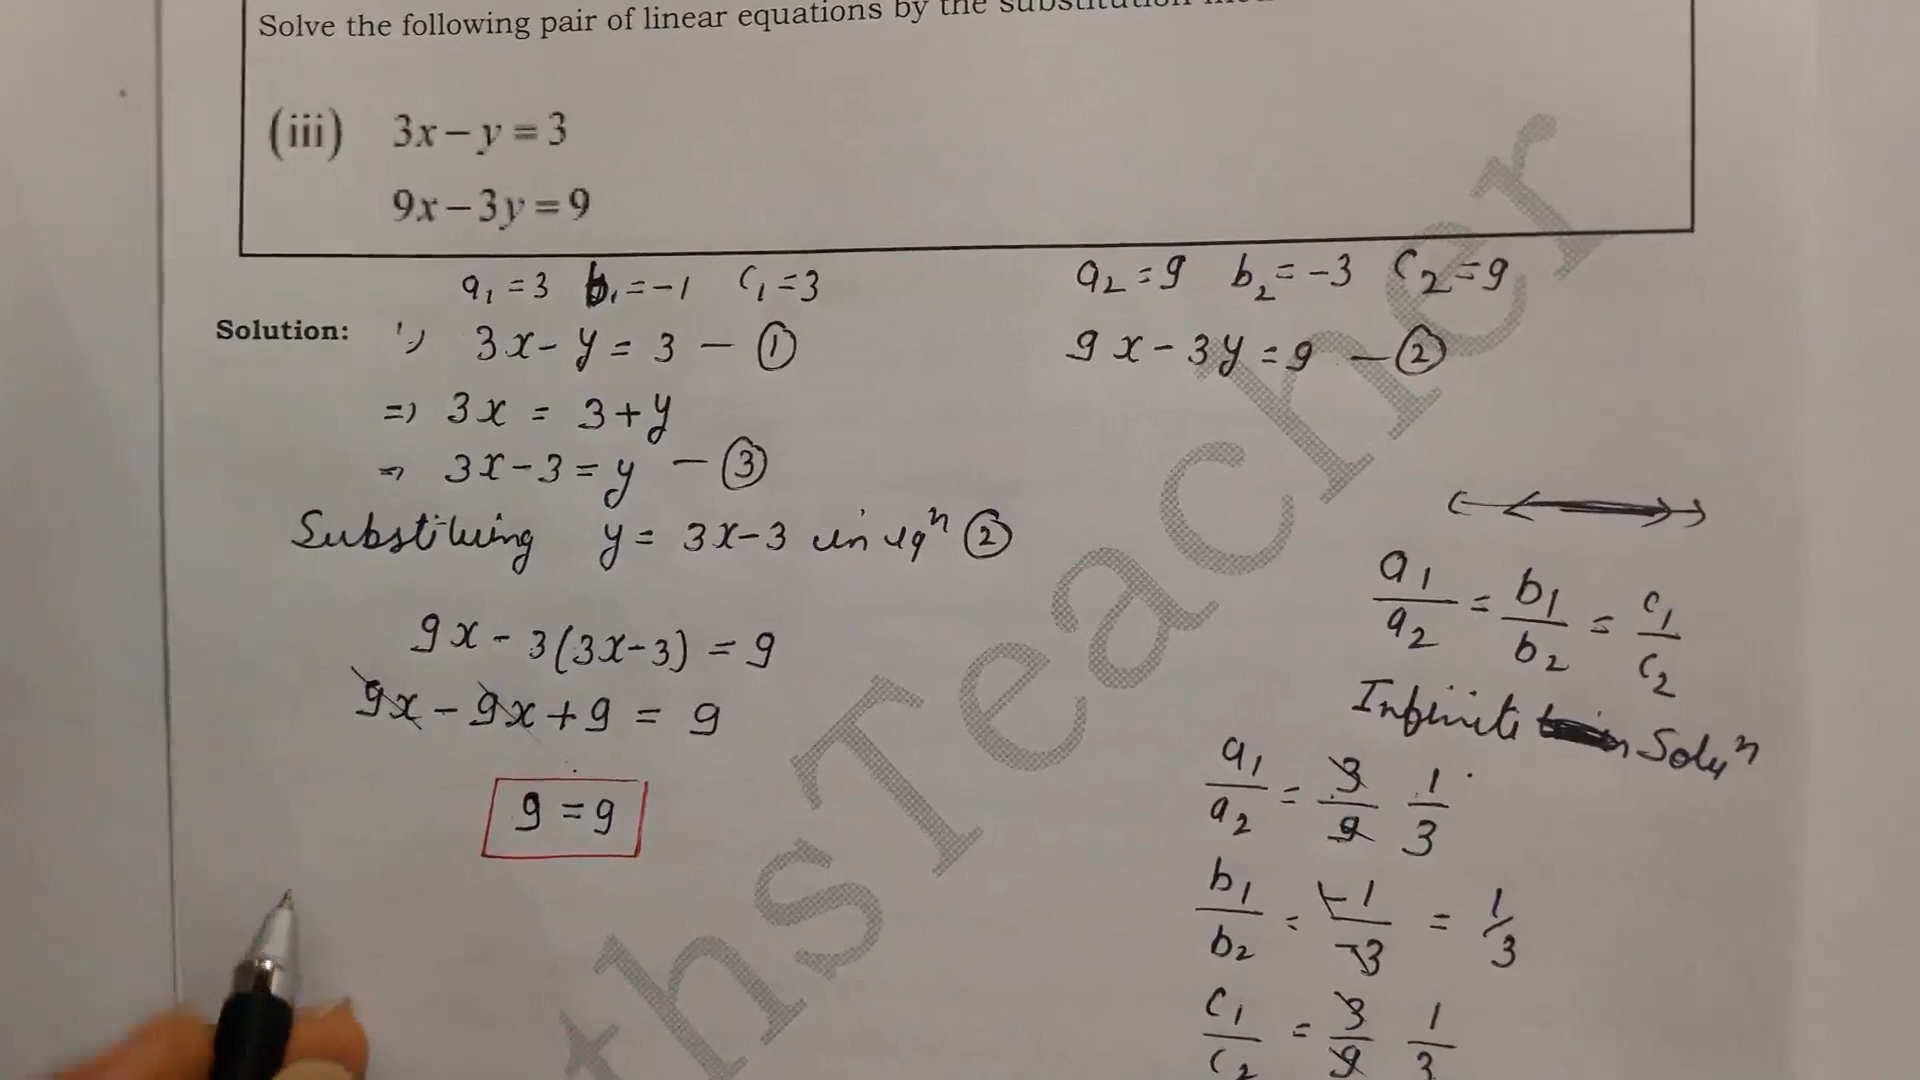 Solve the following pair of linear equations by the substitution
(iii) 3x – y = 3
9x – 3y = 9
a₁ = 3 b₁ = -1 c₁ = 3
a₂ = 9 b₂ = -3 c₂ = 9
Solution: 3x - y = 3 — ①
9x - 3y = 9 — ②
⇒ 3x = 3 + y
⇒ 3x - 3 = y — ③
Substituing y = 3x - 3 in eqⁿ ②
9x - 3(3x - 3) = 9
9x - 9x + 9 = 9
9 = 9
a₁/a₂ = b₁/b₂ = c₁/c₂
Infinite Soluⁿ
a₁/a₂ = 3/9 1/3
b₁/b₂ = -1/-3 = 1/3
c₁/c₂ = 3/9 1/3
thsTeacher